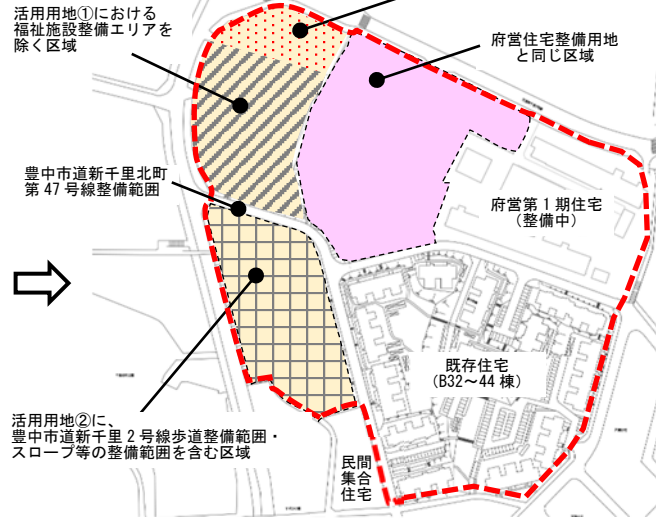 活用用地①における
福祉施設整備エリアを
除く区域
府営住宅整備用地
と同じ区域
豊中市道新千里北町
第47号線整備範囲
府営第1期住宅
(整備中)
既存住宅
(B32～44棟)
活用用地②に、
豊中市道新千里2号線歩道整備範囲・
スロープ等の整備範囲を含む区域
民間
集合
住宅